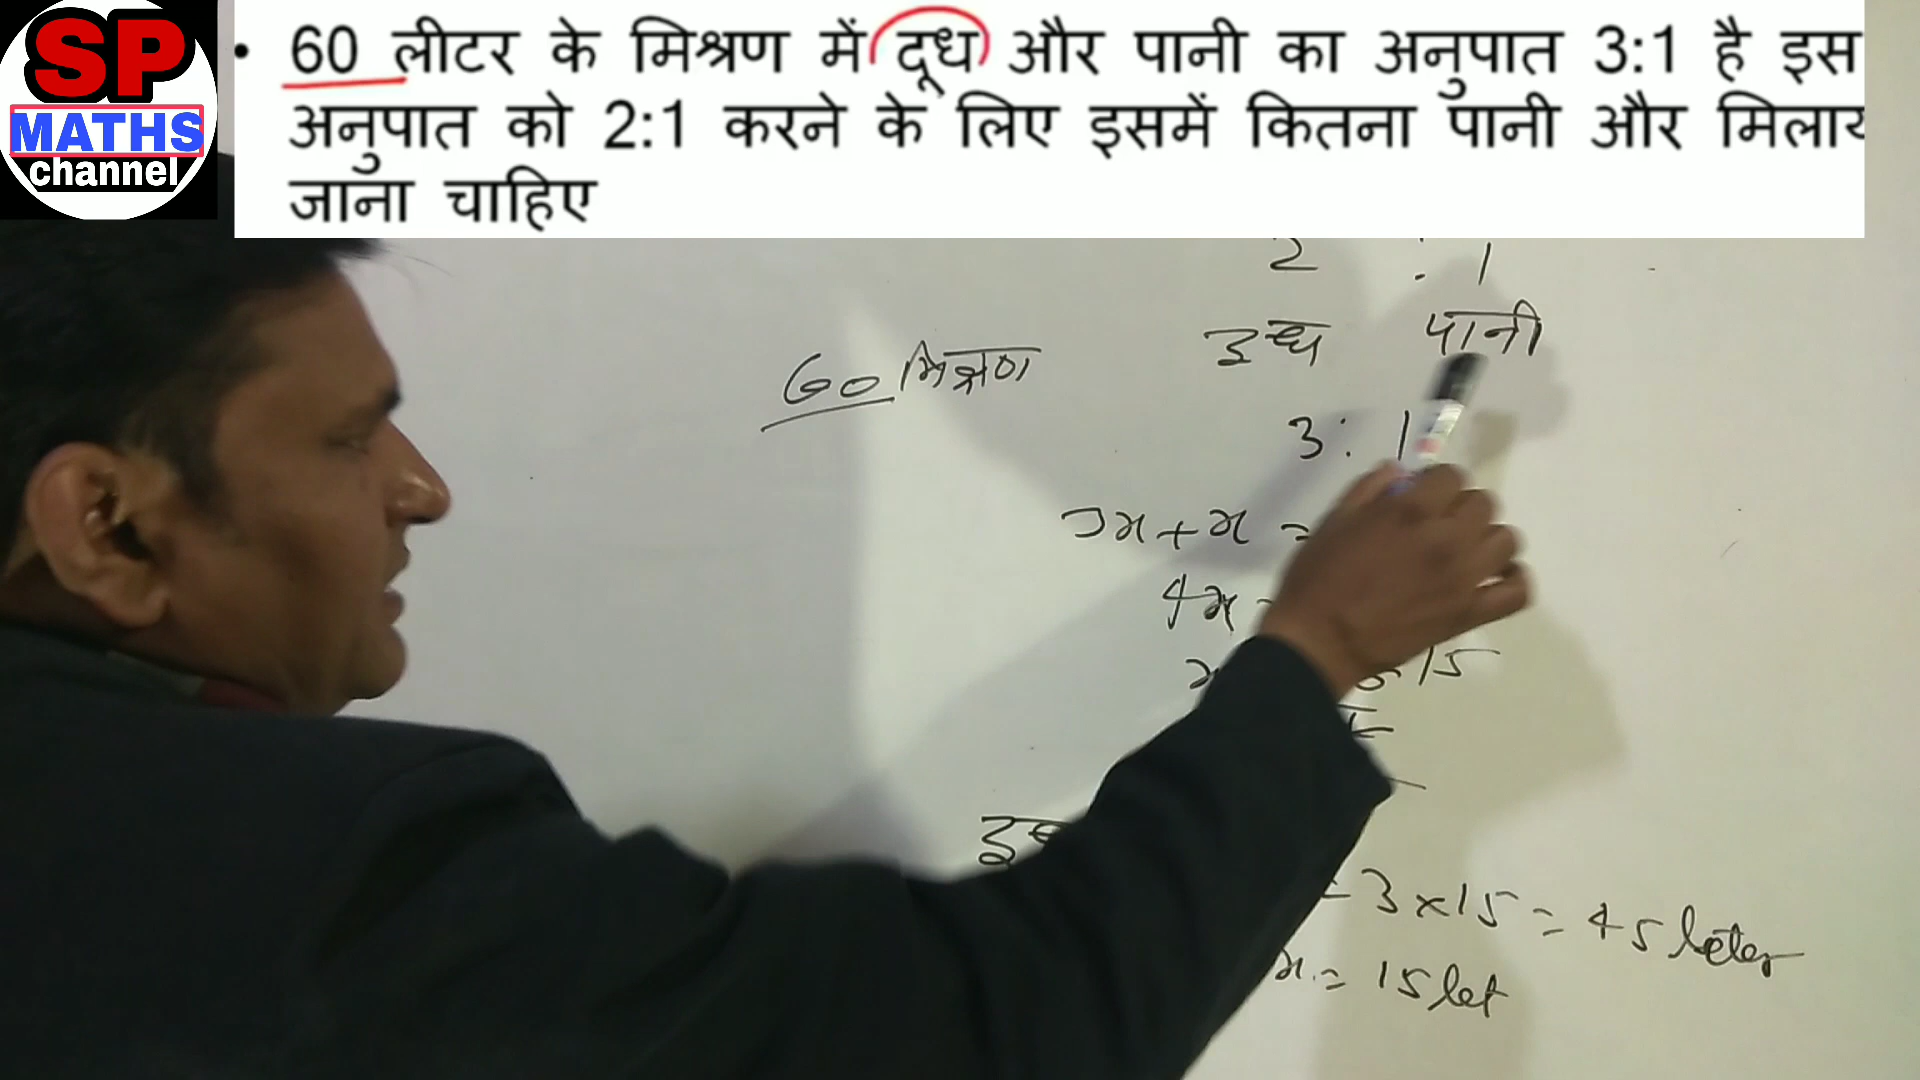 SP
MATHS
channel
• 60 लीटर के मिश्रण में दूध और पानी का अनुपात 3:1 है इस
अनुपात को 2:1 करने के लिए इसमें कितना पानी और मिलाय
जाना चाहिए
2 : 1
पानी
60 मिश्रण
3 : 1
3x + x =
4x
15
= 3 x 15 = 45 leter
x = 15 let